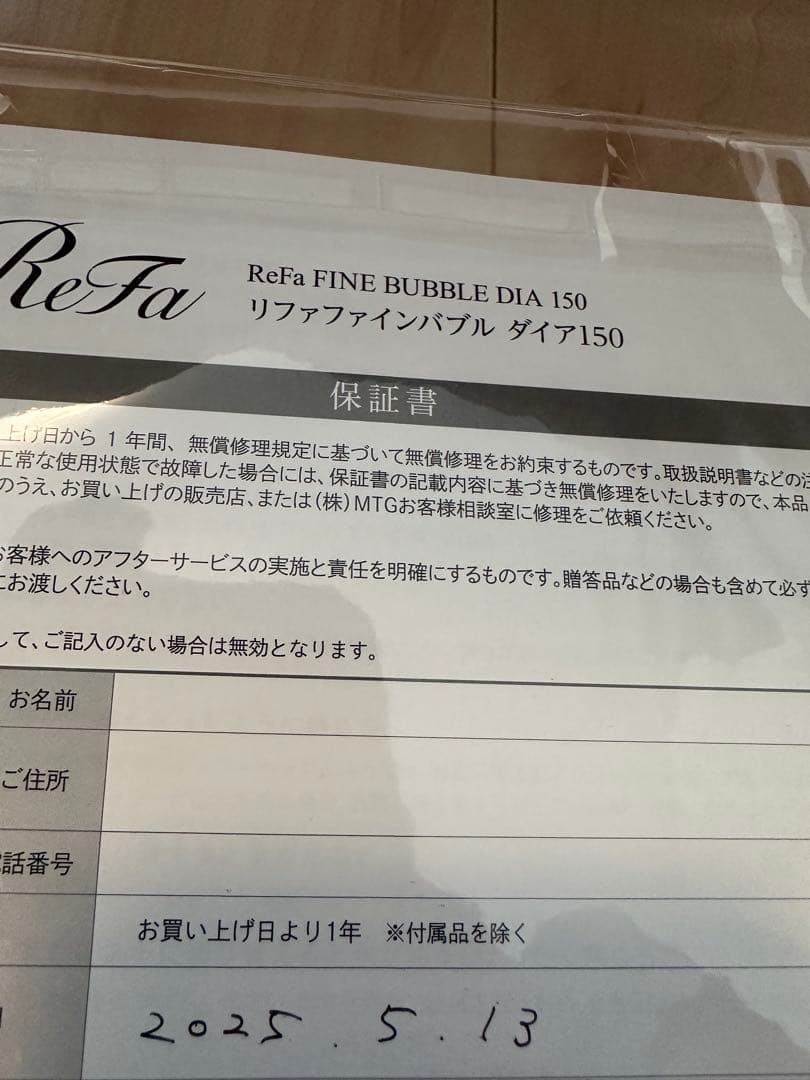 ReFa
ReFa FINE BUBBLE DIA 150
リファファインバブル ダイア150
保証書
上げ日から 1 年間、無償修理規定に基づいて無償修理をお約束するものです。取扱説明書などの注
正常な使用状態で故障した場合には、保証書の記載内容に基づき無償修理をいたしますので、本品
のうえ、お買い上げの販売店、または(株)MTGお客様相談室に修理をご依頼ください。
お客様へのアフターサービスの実施と責任を明確にするものです。贈答品などの場合も含めて必ず
にお渡しください。
して、ご記入のない場合は無効となります。
お名前
ご住所
話番号
お買い上げ日より1年 ※付属品を除く
2025.5.13